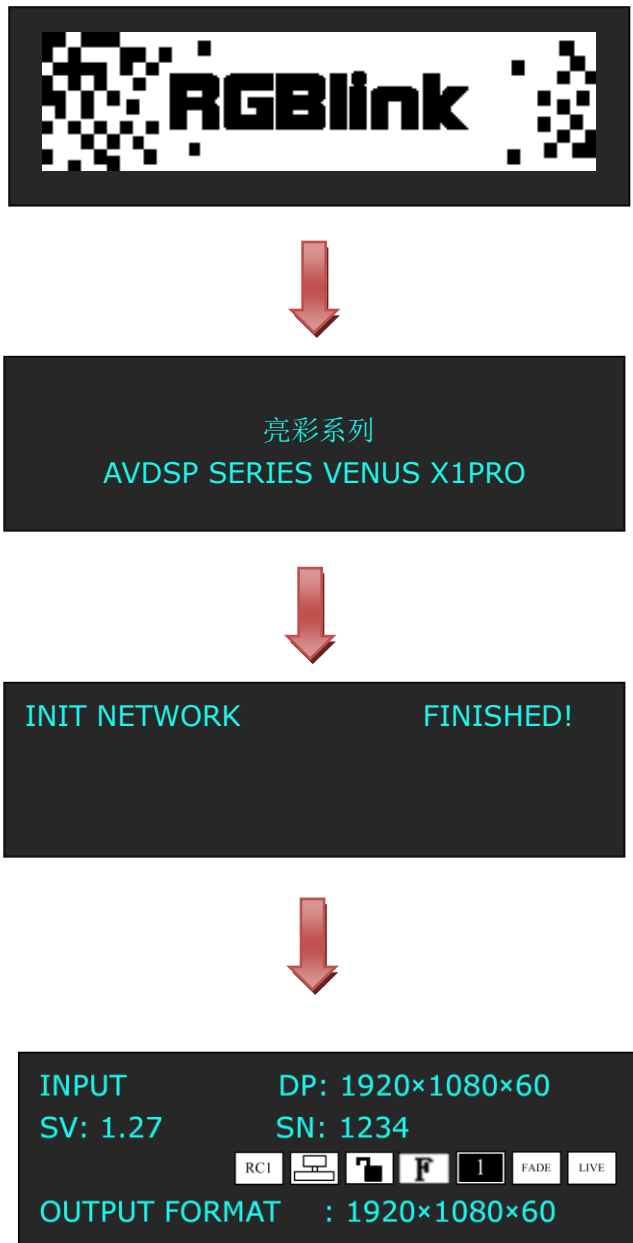 RGBlink
亮彩系列
AVDSP SERIES VENUS X1PRO
INIT NETWORK FINISHED!
INPUT DP: 1920×1080×60
SV: 1.27 SN: 1234
RC1 F 1 FADE LIVE
OUTPUT FORMAT : 1920×1080×60